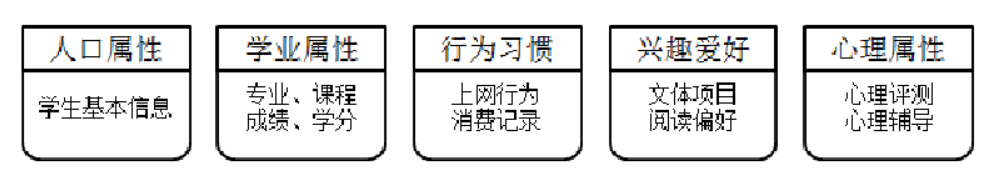 人口属性
学生基本信息
学业属性
专业、课程
成绩、学分
行为习惯
上网行为
消费记录
兴趣爱好
文体项目
阅读偏好
心理属性
心理评测
心理辅导